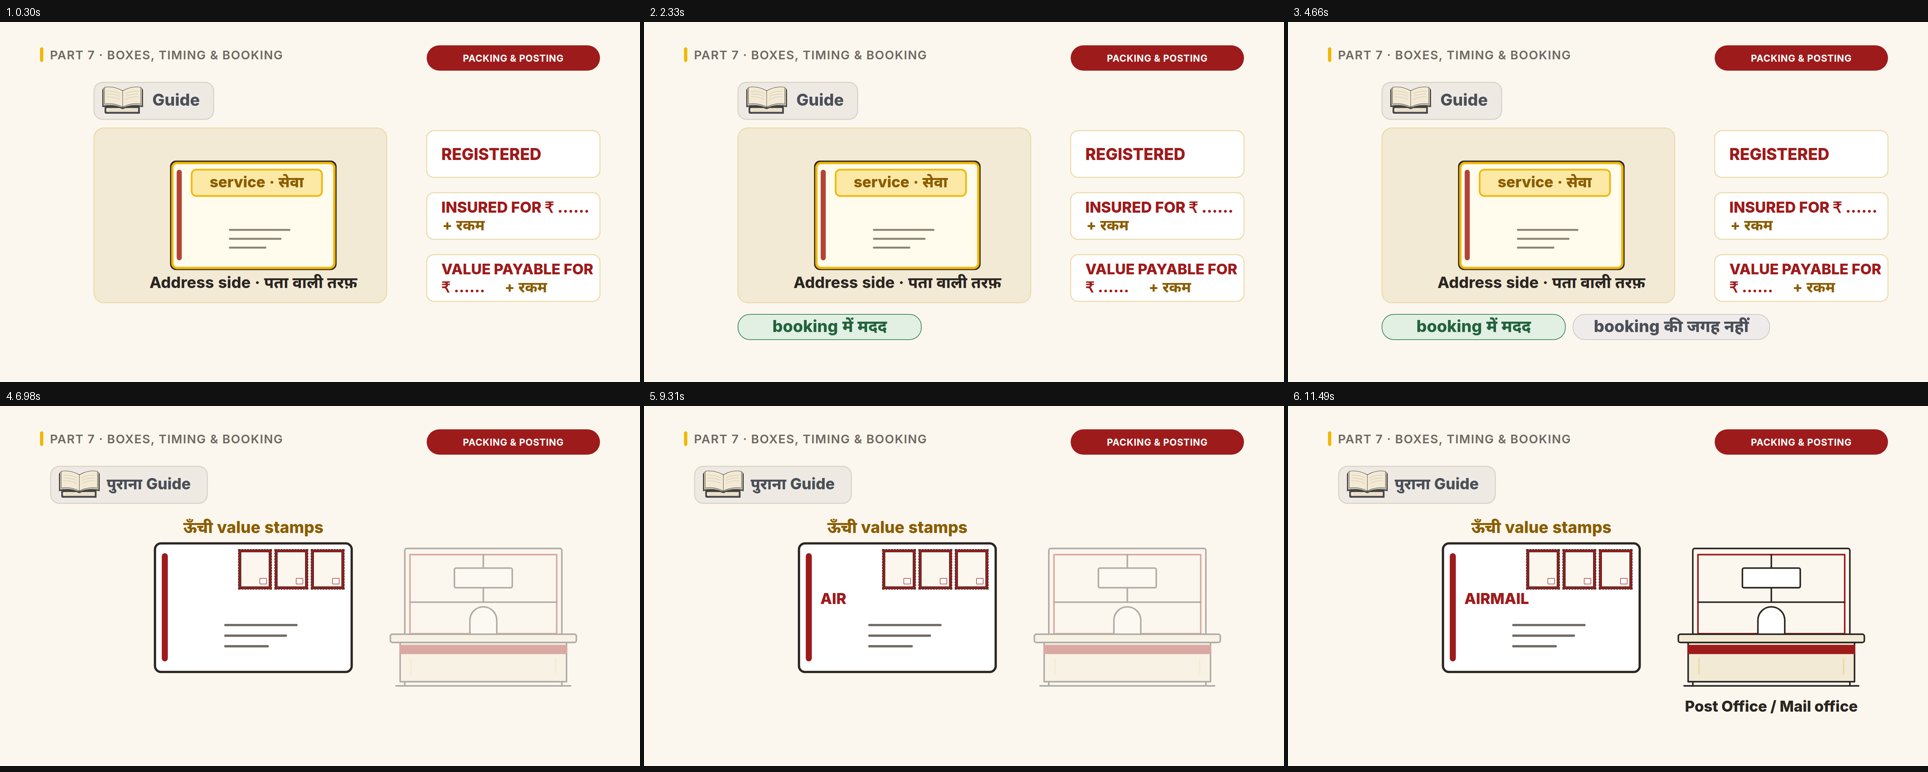 1. 0.30s
PART 7 · BOXES, TIMING & BOOKING
PACKING & POSTING
Guide
service · सेवा
Address side · पता वाली तरफ़
REGISTERED
INSURED FOR ₹ ......
+ रकम
VALUE PAYABLE FOR
₹ ...... + रकम
2. 2.33s
PART 7 · BOXES, TIMING & BOOKING
PACKING & POSTING
Guide
service · सेवा
Address side · पता वाली तरफ़
REGISTERED
INSURED FOR ₹ ......
+ रकम
VALUE PAYABLE FOR
₹ ...... + रकम
booking में मदद
3. 4.66s
PART 7 · BOXES, TIMING & BOOKING
PACKING & POSTING
Guide
service · सेवा
Address side · पता वाली तरफ़
REGISTERED
INSURED FOR ₹ ......
+ रकम
VALUE PAYABLE FOR
₹ ...... + रकम
booking में मदद
booking की जगह नहीं
4. 6.98s
PART 7 · BOXES, TIMING & BOOKING
PACKING & POSTING
पुराना Guide
ऊँची value stamps
5. 9.31s
PART 7 · BOXES, TIMING & BOOKING
PACKING & POSTING
पुराना Guide
ऊँची value stamps
AIR
6. 11.49s
PART 7 · BOXES, TIMING & BOOKING
PACKING & POSTING
पुराना Guide
ऊँची value stamps
AIRMAIL
Post Office / Mail office